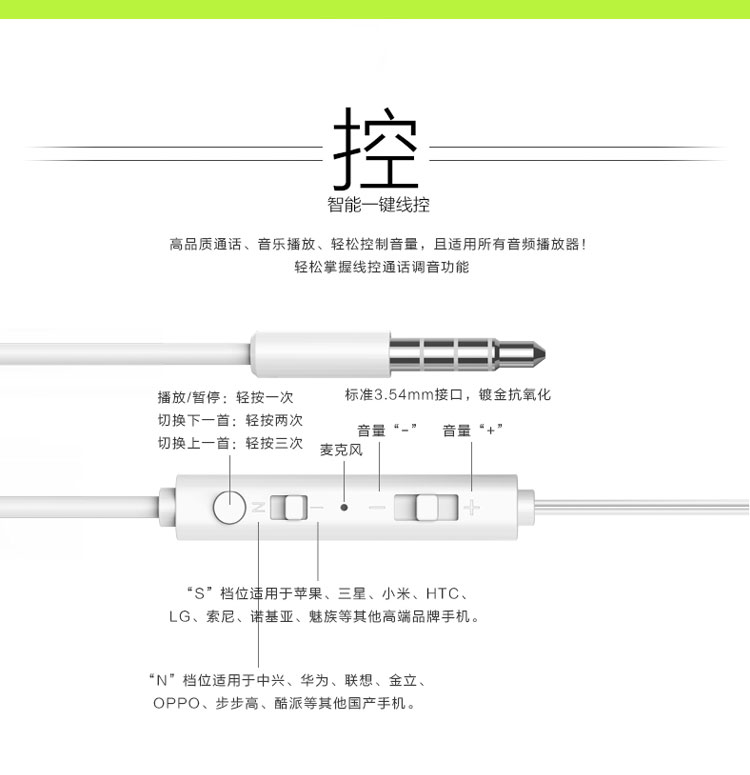 控
智能一键线控
高品质通话、音乐播放、轻松控制音量，且适用所有音频播放器！
轻松掌握线控通话调音功能
播放/暂停：轻按一次
切换下一首：轻按两次
切换上一首：轻按三次
标准3.54mm接口，镀金抗氧化
麦克风
音量“-”
音量“+”
N
“S”档位适用于苹果、三星、小米、HTC、
LG、索尼、诺基亚、魅族等其他高端品牌手机。
“N”档位适用于中兴、华为、联想、金立、
OPPO、步步高、酷派等其他国产手机。